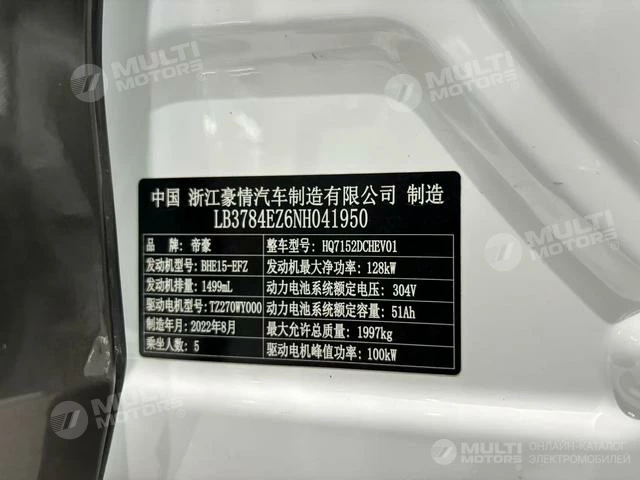 MULTI MOTORS
MULTI MOTORS
MULTI MOTORS
中国 浙江豪情汽车制造有限公司 制造
LB3784EZ6NH041950
品 牌：帝豪 整车型号：HQ7152DCHEV01
发动机型号：BHE15-EFZ 发动机最大净功率：128kW
发动机排量：1499mL 动力电池系统额定电压：304V
驱动电机型号：TZ270WY000 动力电池系统额定容量：51Ah
制造年月：2022年8月 最大允许总质量：1997kg
乘坐人数：5 驱动电机峰值功率：100kW
MULTI MOTORS
MULTI MOTORS
MULTI MOTORS
MULTI MOTORS
ОНЛАЙН-КАТАЛОГ
ЭЛЕКТРОМОБИЛЕЙ